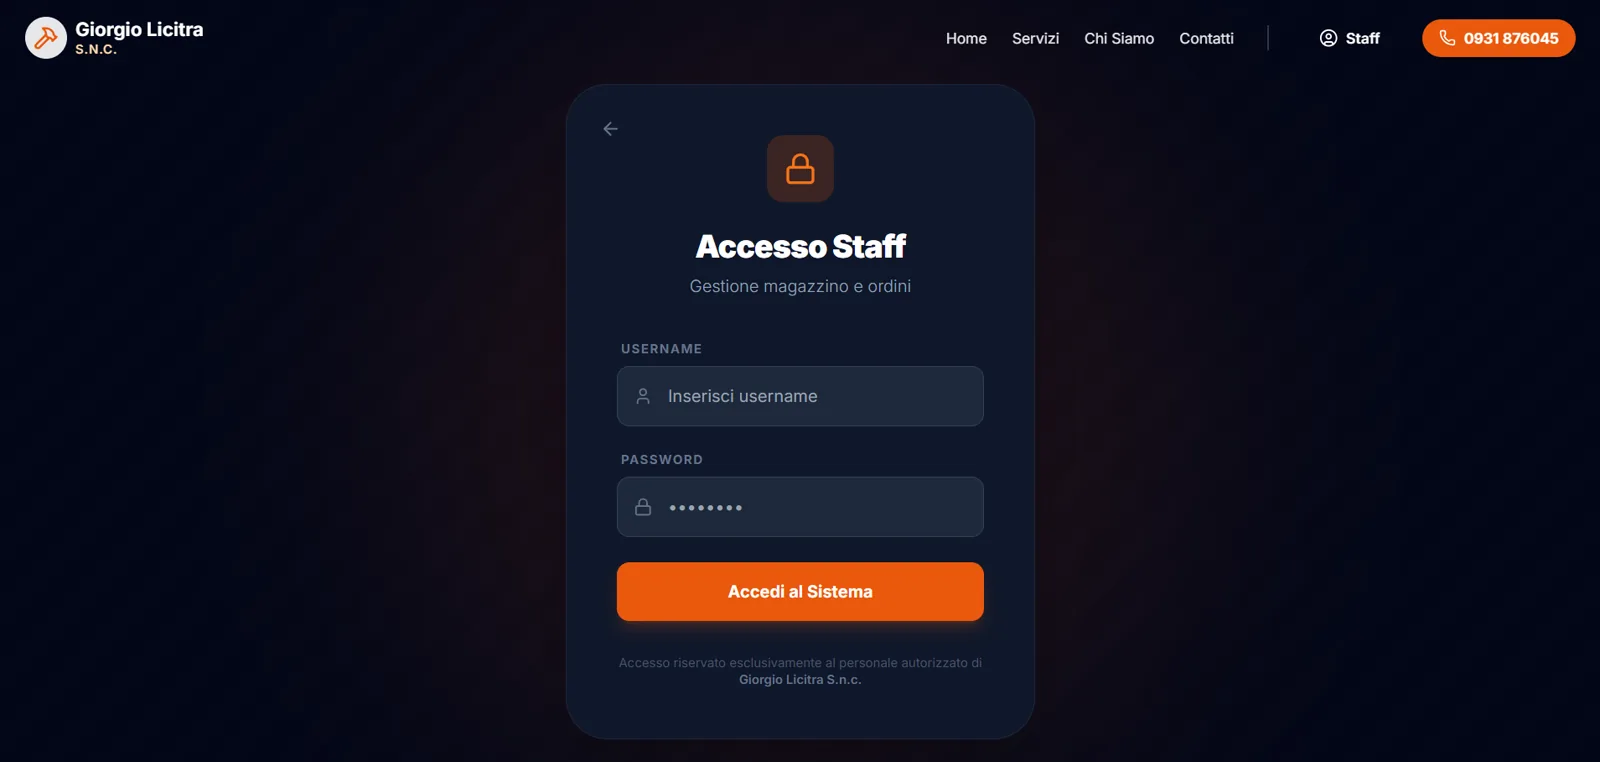 Giorgio Licitra
S.N.C.
Home
Servizi
Chi Siamo
Contatti
Staff
0931 876045
Accesso Staff
Gestione magazzino e ordini
USERNAME
Inserisci username
PASSWORD
••••••••
Accedi al Sistema
Accesso riservato esclusivamente al personale autorizzato di
Giorgio Licitra S.n.c.